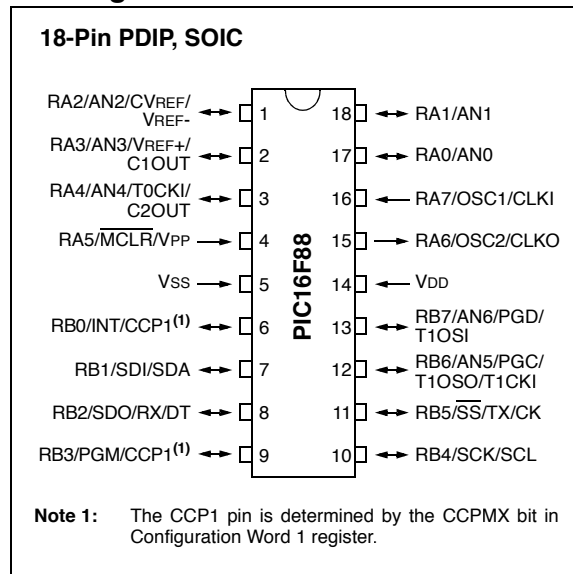 18-Pin PDIP, SOIC
RA2/AN2/CVREF/
VREF-
1
18
RA1/AN1
RA3/AN3/VREF+/
C1OUT
2
17
RA0/AN0
RA4/AN4/T0CKI/
C2OUT
3
16
RA7/OSC1/CLKI
RA5/MCLR/VPP
4
15
RA6/OSC2/CLKO
VSS
5
14
VDD
RB0/INT/CCP1(1)
6
13
RB7/AN6/PGD/
T1OSI
RB1/SDI/SDA
7
12
RB6/AN5/PGC/
T1OSO/T1CKI
RB2/SDO/RX/DT
8
11
RB5/SS/TX/CK
RB3/PGM/CCP1(1)
9
10
RB4/SCK/SCL
PIC16F88
Note 1: The CCP1 pin is determined by the CCPMX bit in
Configuration Word 1 register.